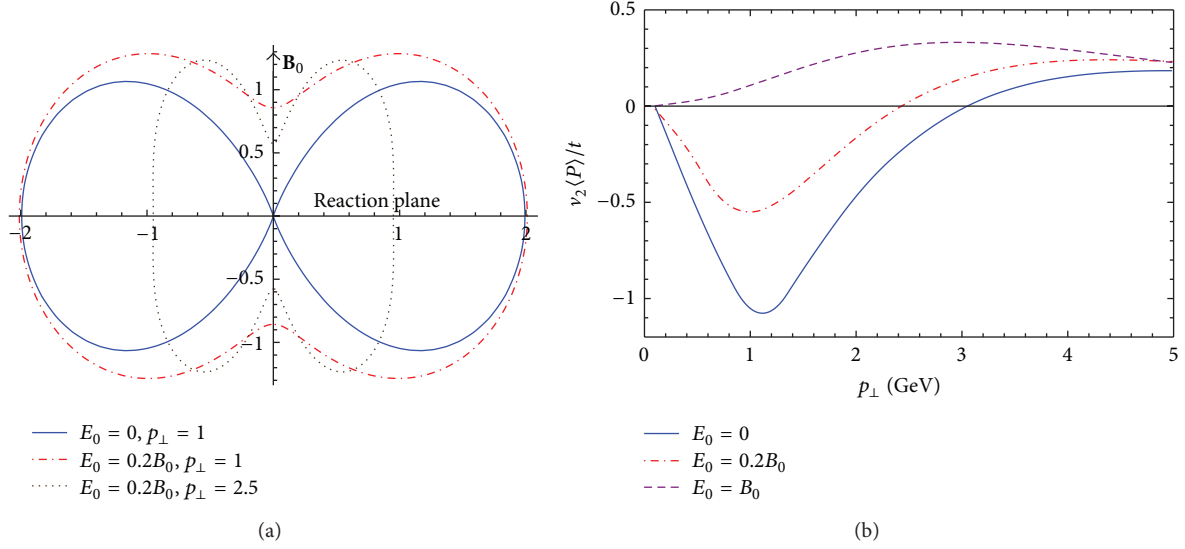 B₀
1
0.5
Reaction plane
−2
−1
1
2
−0.5
−1
E₀ = 0, p⊥ = 1
E₀ = 0.2B₀, p⊥ = 1
E₀ = 0.2B₀, p⊥ = 2.5
(a)
0.5
0
−0.5
−1
ν₂⟨P⟩/t
0 1 2 3 4 5
p⊥ (GeV)
E₀ = 0
E₀ = 0.2B₀
E₀ = B₀
(b)